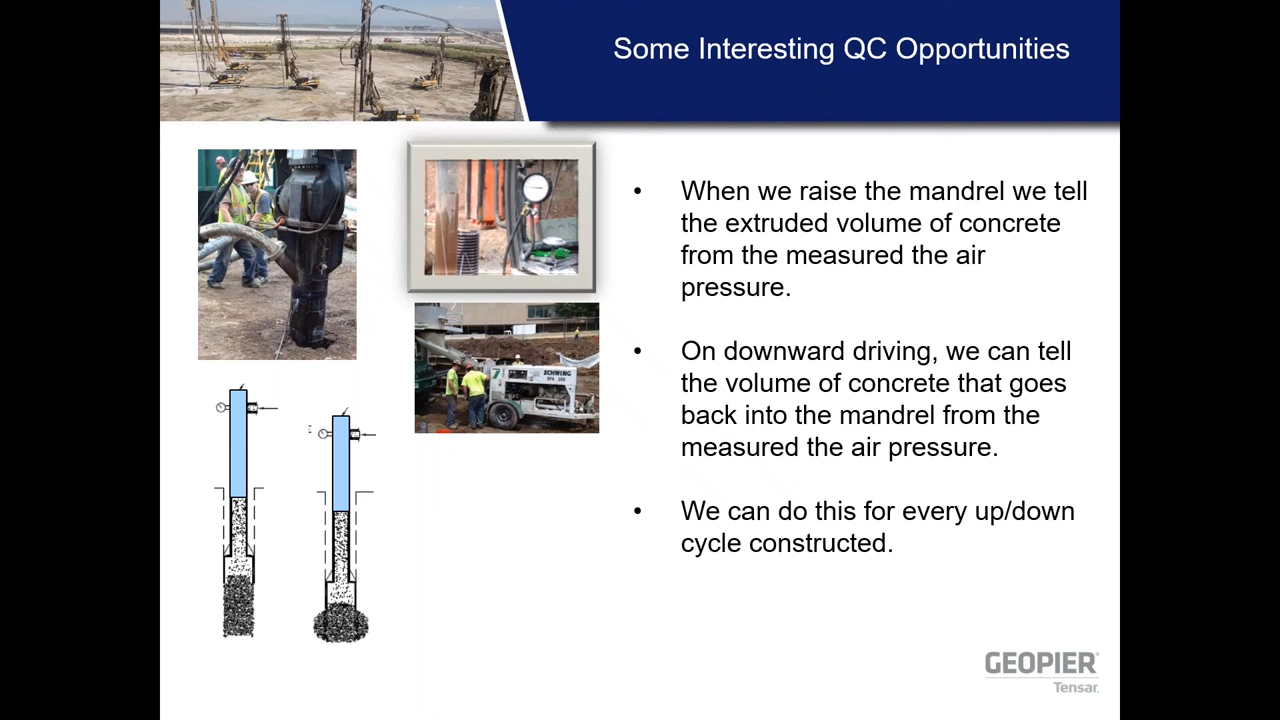 Some Interesting QC Opportunities
• When we raise the mandrel we tell
the extruded volume of concrete
from the measured the air
pressure.
• On downward driving, we can tell
the volume of concrete that goes
back into the mandrel from the
measured the air pressure.
• We can do this for every up/down
cycle constructed.
SCHWING
GEOPIER®
Tensar.